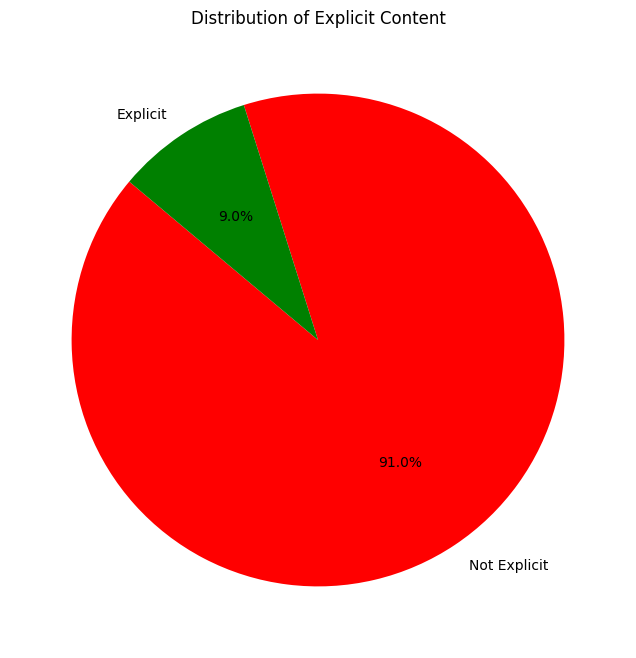 Distribution of Explicit Content
Explicit
9.0%
91.0%
Not Explicit